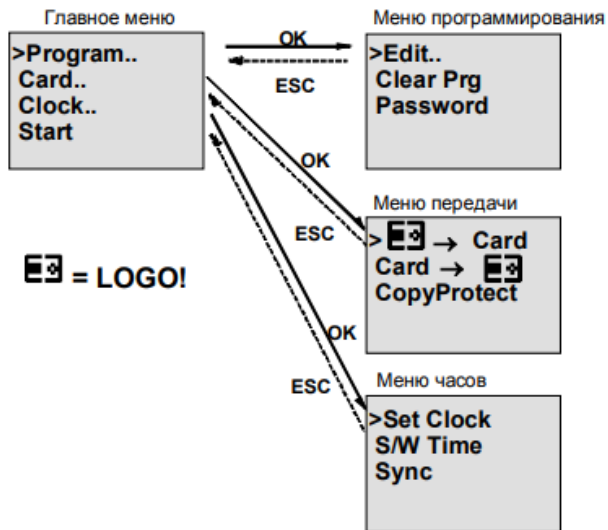 Главное меню
>Program..
Card..
Clock..
Start
OK
ESC
Меню программирования
>Edit..
Clear Prg
Password
OK
ESC
Меню передачи
> → Card
Card →
CopyProtect
= LOGO!
OK
ESC
Меню часов
>Set Clock
S/W Time
Sync